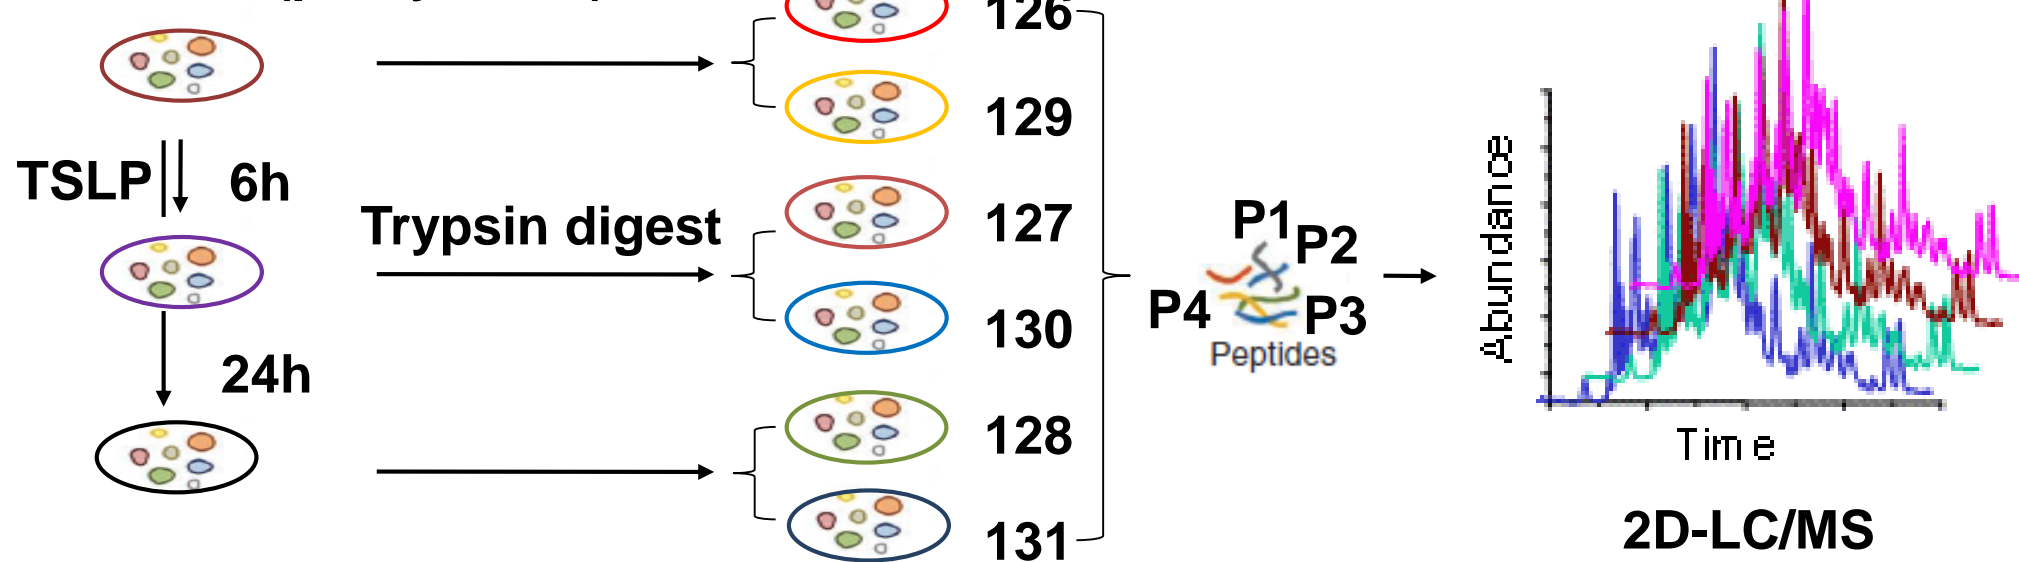 126
129
TSLP
6h
Trypsin digest
127
130
24h
128
131
P1
P2
P4
P3
Peptides
Abundance
Time
2D-LC/MS